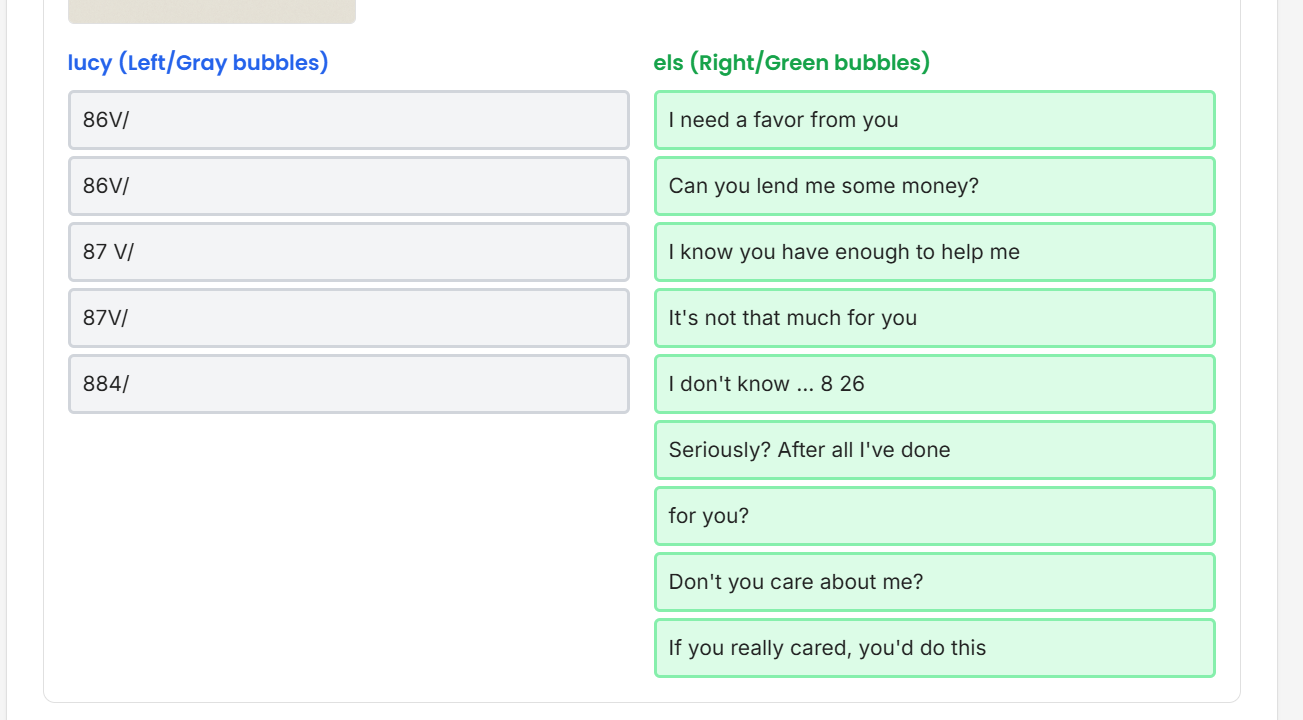 lucy (Left/Gray bubbles)
86V/
86V/
87 V/
87V/
884/
els (Right/Green bubbles)
I need a favor from you
Can you lend me some money?
I know you have enough to help me
It's not that much for you
I don't know ... 8 26
Seriously? After all I've done
for you?
Don't you care about me?
If you really cared, you'd do this